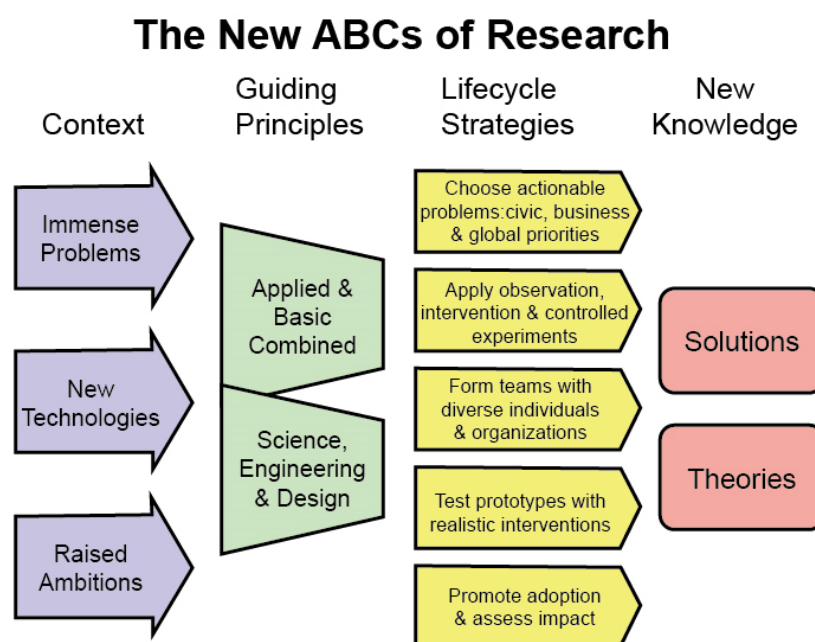 The New ABCs of Research
Context
Guiding
Principles
Lifecycle
Strategies
New
Knowledge
Immense
Problems
New
Technologies
Raised
Ambitions
Applied &
Basic
Combined
Science,
Engineering
& Design
Choose actionable
problems:civic, business
& global priorities
Apply observation,
intervention & controlled
experiments
Form teams with
diverse individuals
& organizations
Test prototypes with
realistic interventions
Promote adoption
& assess impact
Solutions
Theories